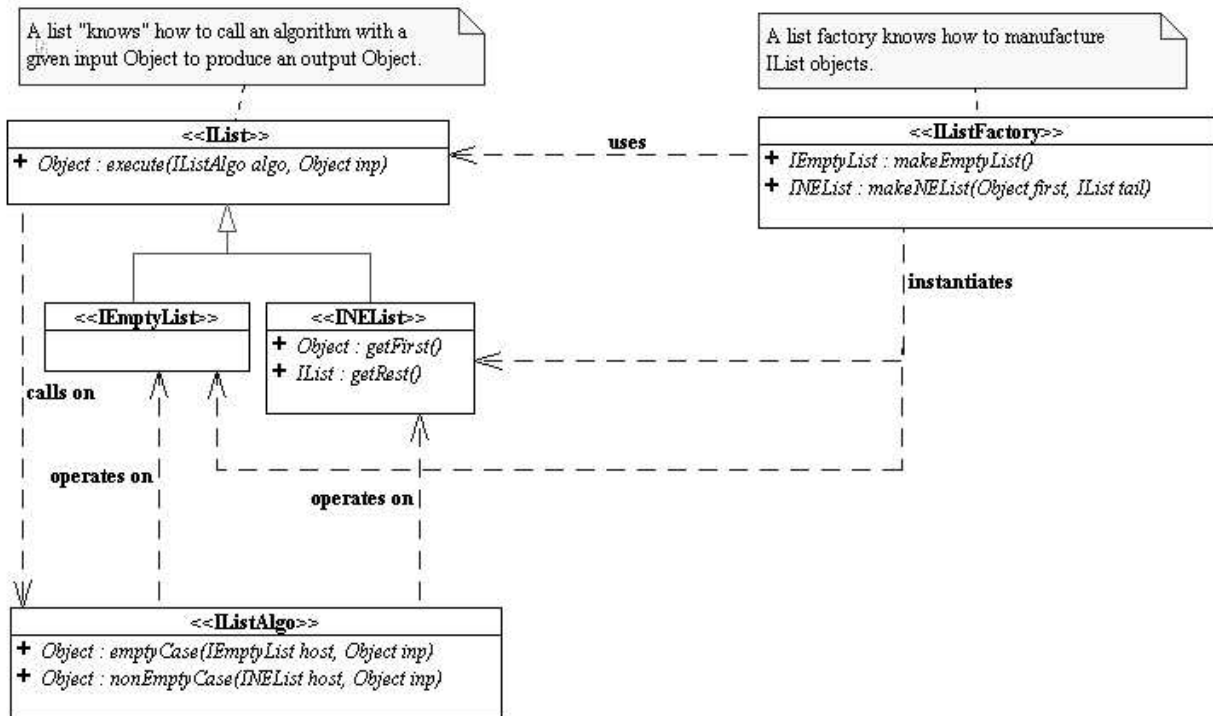 A list "knows" how to call an algorithm with a
given input Object to produce an output Object.
A list factory knows how to manufacture
IList objects.
<<IList>>
+ Object : execute(IListAlgo algo, Object inp)
uses
<<IListFactory>>
+ IEmptyList : makeEmptyList()
+ INEList : makeNEList(Object first, IList tail)
instantiates
<<IEmptyList>>
<<INEList>>
+ Object : getFirst()
+ IList : getRest()
calls on
operates on
operates on
<<IListAlgo>>
+ Object : emptyCase(IEmptyList host, Object inp)
+ Object : nonEmptyCase(INEList host, Object inp)